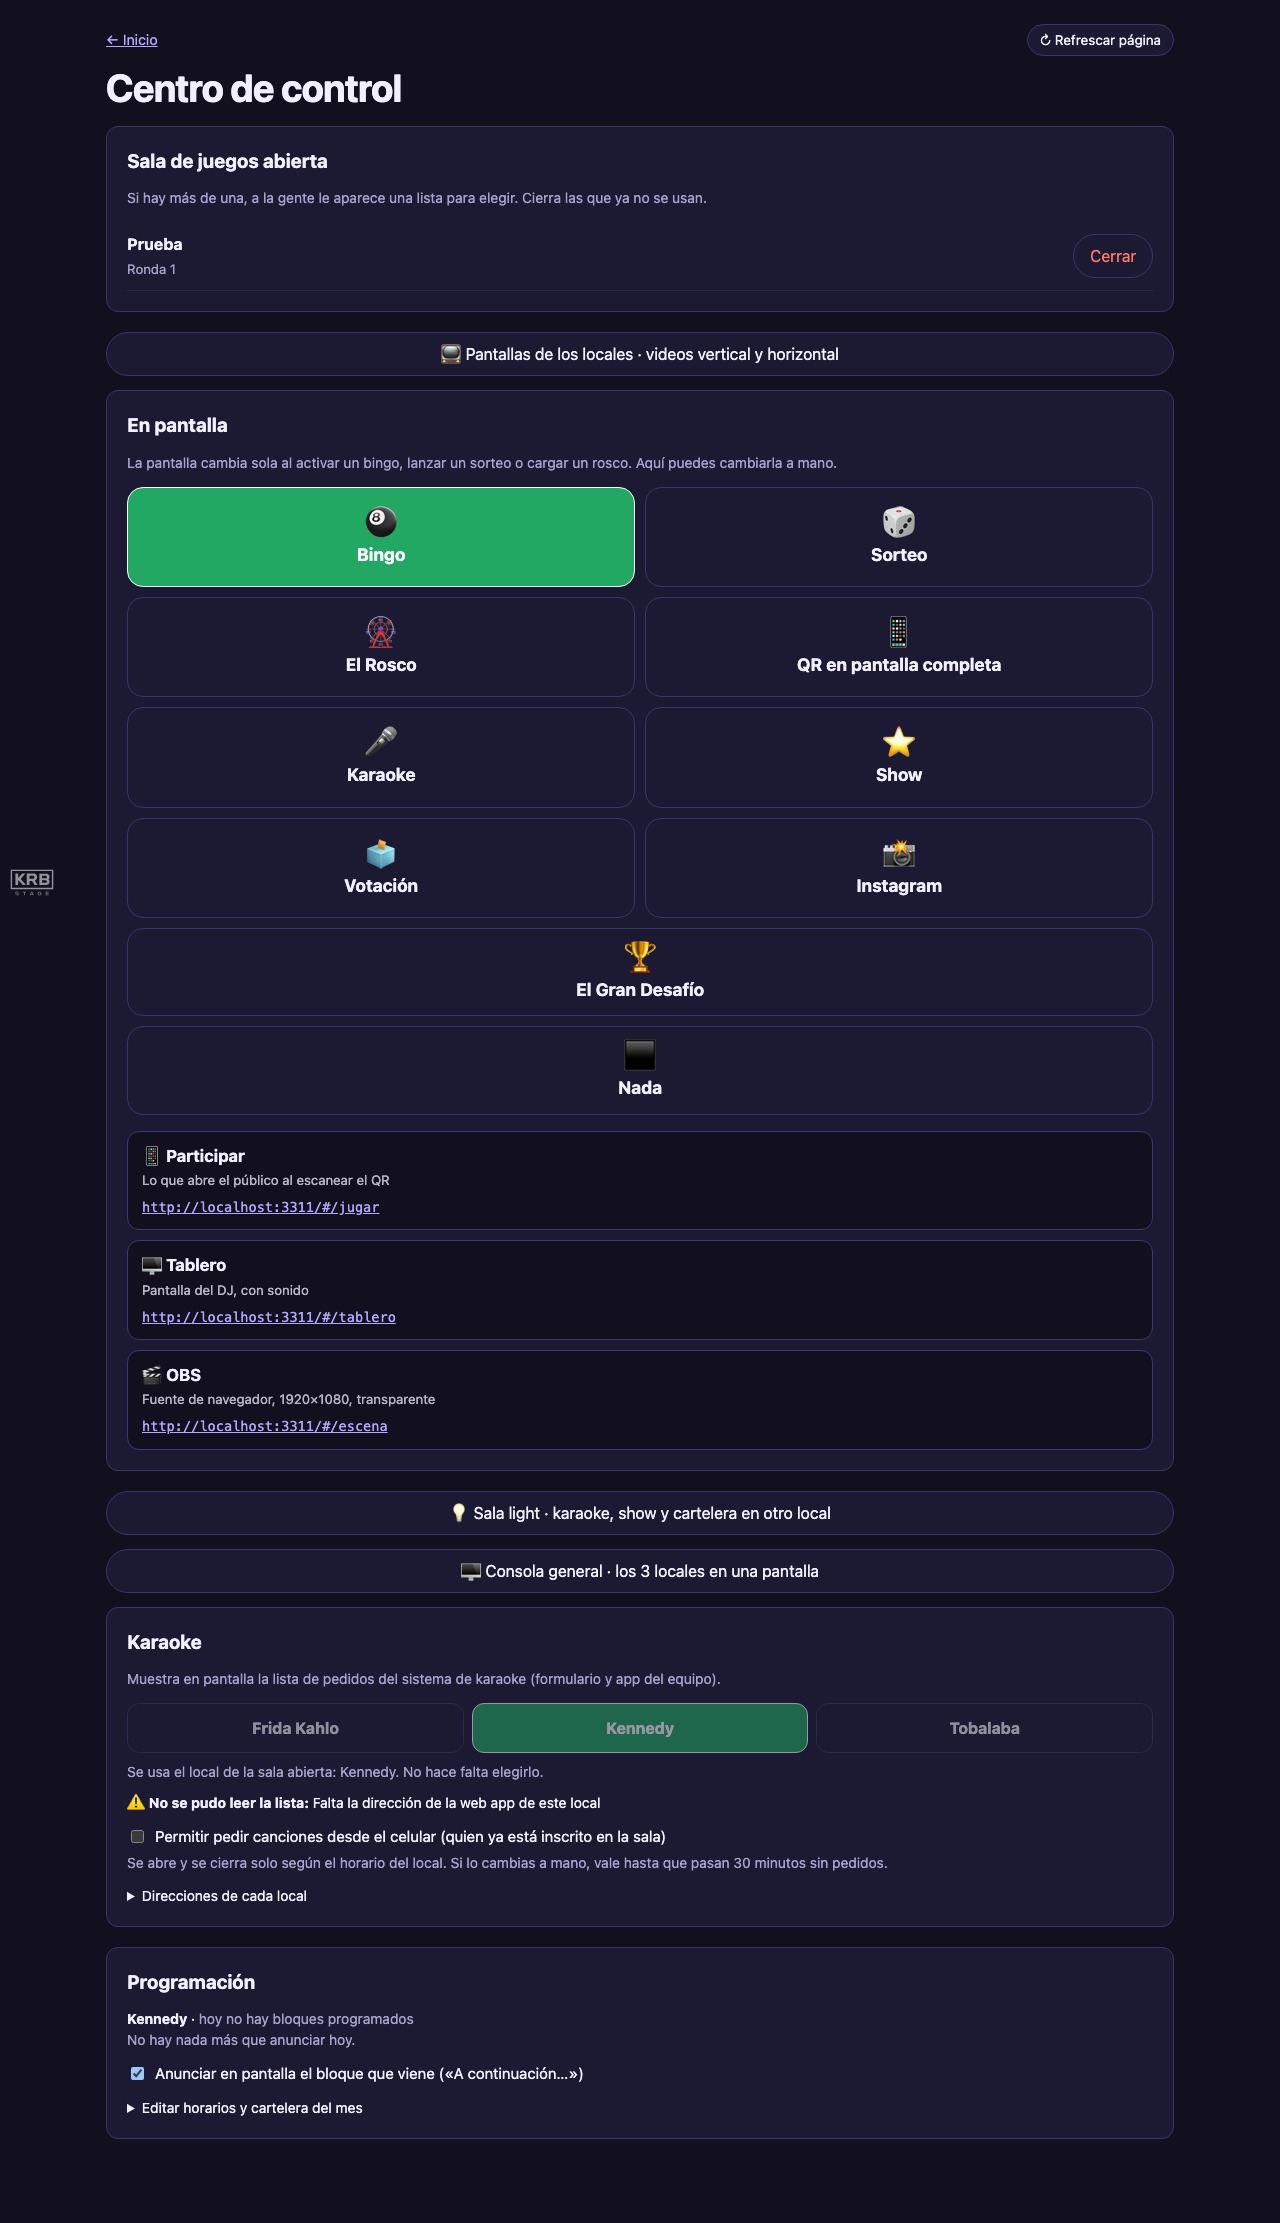 ← Inicio
↻ Refrescar página
Centro de control
Sala de juegos abierta
Si hay más de una, a la gente le aparece una lista para elegir. Cierra las que ya no se usan.
Prueba
Ronda 1
Cerrar
Pantallas de los locales · videos vertical y horizontal
En pantalla
La pantalla cambia sola al activar un bingo, lanzar un sorteo o cargar un rosco. Aquí puedes cambiarla a mano.
8
Bingo
Sorteo
El Rosco
QR en pantalla completa
Karaoke
Show
Votación
Instagram
KRB
STAGE
El Gran Desafío
Nada
Participar
Lo que abre el público al escanear el QR
http://localhost:3311/#/jugar
Tablero
Pantalla del DJ, con sonido
http://localhost:3311/#/tablero
OBS
Fuente de navegador, 1920×1080, transparente
http://localhost:3311/#/escena
Sala light · karaoke, show y cartelera en otro local
Consola general · los 3 locales en una pantalla
Karaoke
Muestra en pantalla la lista de pedidos del sistema de karaoke (formulario y app del equipo).
Frida Kahlo
Kennedy
Tobalaba
Se usa el local de la sala abierta: Kennedy. No hace falta elegirlo.
⚠️ No se pudo leer la lista: Falta la dirección de la web app de este local
Permitir pedir canciones desde el celular (quien ya está inscrito en la sala)
Se abre y se cierra solo según el horario del local. Si lo cambias a mano, vale hasta que pasan 30 minutos sin pedidos.
▶ Direcciones de cada local
Programación
Kennedy · hoy no hay bloques programados
No hay nada más que anunciar hoy.
Anunciar en pantalla el bloque que viene («A continuación…»)
▶ Editar horarios y cartelera del mes